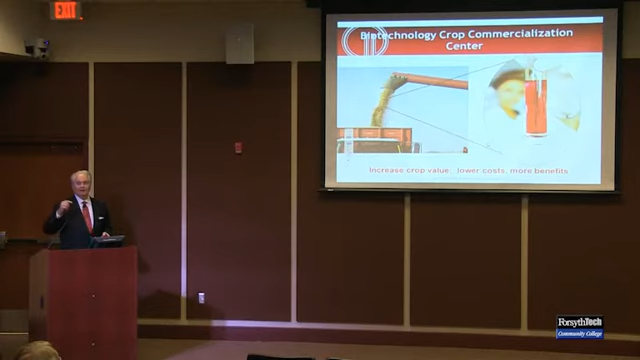 EXIT
Biotechnology Crop Commercialization
Center
Increase crop value, lower costs, more benefits
ForsythTech
Community College